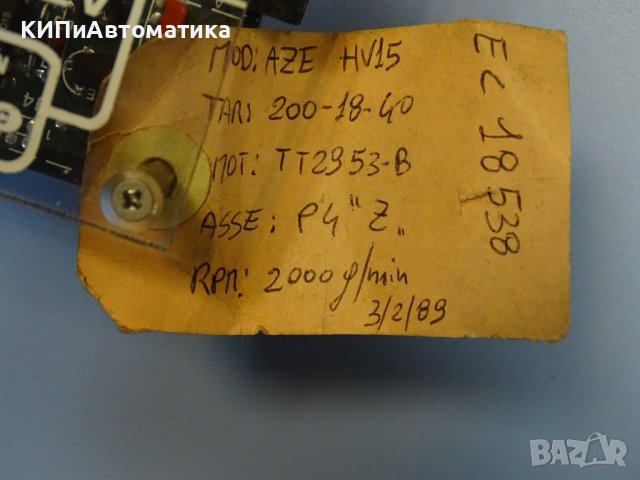 КИПиАвтоматика
MOD: AZE HV15
TAR: 200-18-40
MOT: TT2953-B
ASSE: P4 "Z"
RPM: 2000 g/min
3/2/89
EC 18538
BAZAR